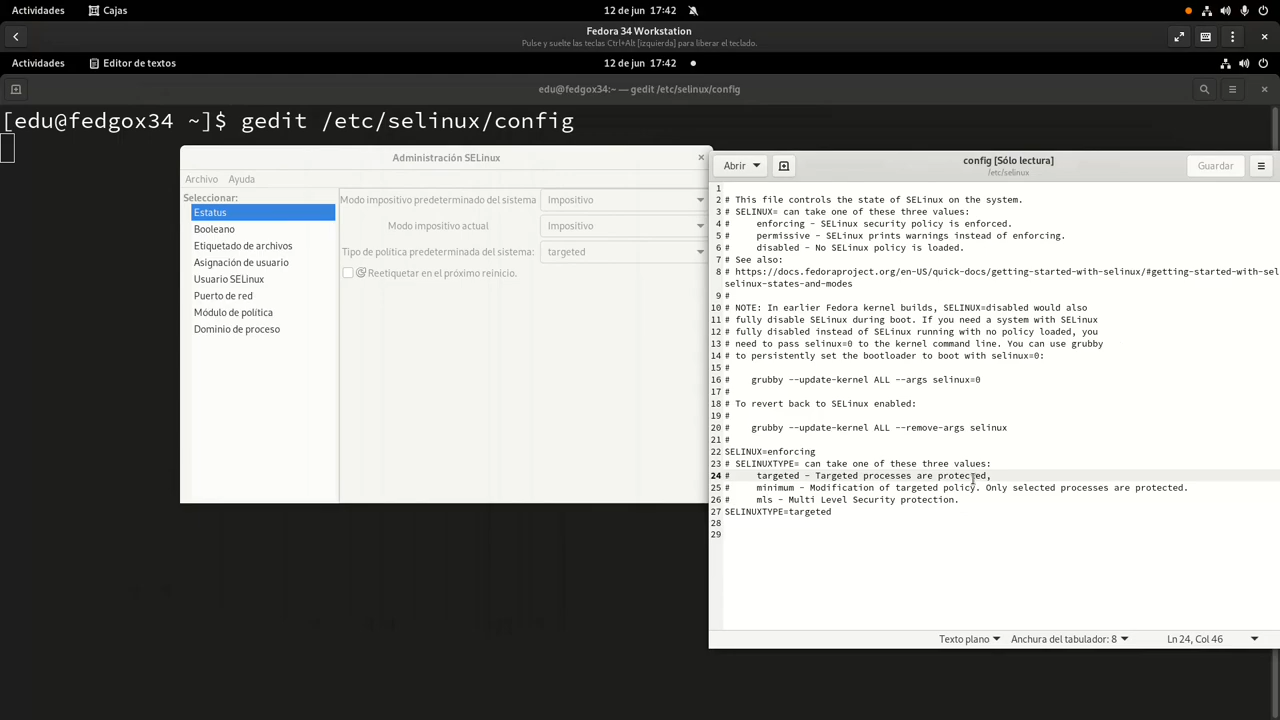 Actividades Cajas 12 de jun 17:42
Fedora 34 Workstation
Pulse y suelte las teclas Ctrl+Alt [izquierda] para liberar el teclado.
Actividades Editor de textos 12 de jun 17:42
edu@fedgox34:~ — gedit /etc/selinux/config
[edu@fedgox34 ~]$ gedit /etc/selinux/config
Administración SELinux
Archivo Ayuda
Seleccionar:
Estatus
Booleano
Etiquetado de archivos
Asignación de usuario
Usuario SELinux
Puerto de red
Módulo de política
Dominio de proceso
Modo impositivo predeterminado del sistema Impositivo
Modo impositivo actual Impositivo
Tipo de política predeterminada del sistema: targeted
Reetiquetar en el próximo reinicio.
Abrir config [Sólo lectura] Guardar
/etc/selinux
1
2 # This file controls the state of SELinux on the system.
3 # SELINUX= can take one of these three values:
4 #     enforcing - SELinux security policy is enforced.
5 #     permissive - SELinux prints warnings instead of enforcing.
6 #     disabled - No SELinux policy is loaded.
7 # See also:
8 # https://docs.fedoraproject.org/en-US/quick-docs/getting-started-with-selinux/#getting-started-with-sel
selinux-states-and-modes
9 #
10 # NOTE: In earlier Fedora kernel builds, SELINUX=disabled would also
11 # fully disable SELinux during boot. If you need a system with SELinux
12 # fully disabled instead of SELinux running with no policy loaded, you
13 # need to pass selinux=0 to the kernel command line. You can use grubby
14 # to persistently set the bootloader to boot with selinux=0:
15 #
16 #    grubby --update-kernel ALL --args selinux=0
17 #
18 # To revert back to SELinux enabled:
19 #
20 #    grubby --update-kernel ALL --remove-args selinux
21 #
22 SELINUX=enforcing
23 # SELINUXTYPE= can take one of these three values:
24 #     targeted - Targeted processes are protected,
25 #     minimum - Modification of targeted policy. Only selected processes are protected.
26 #     mls - Multi Level Security protection.
27 SELINUXTYPE=targeted
28
29
Texto plano Anchura del tabulador: 8 Ln 24, Col 46